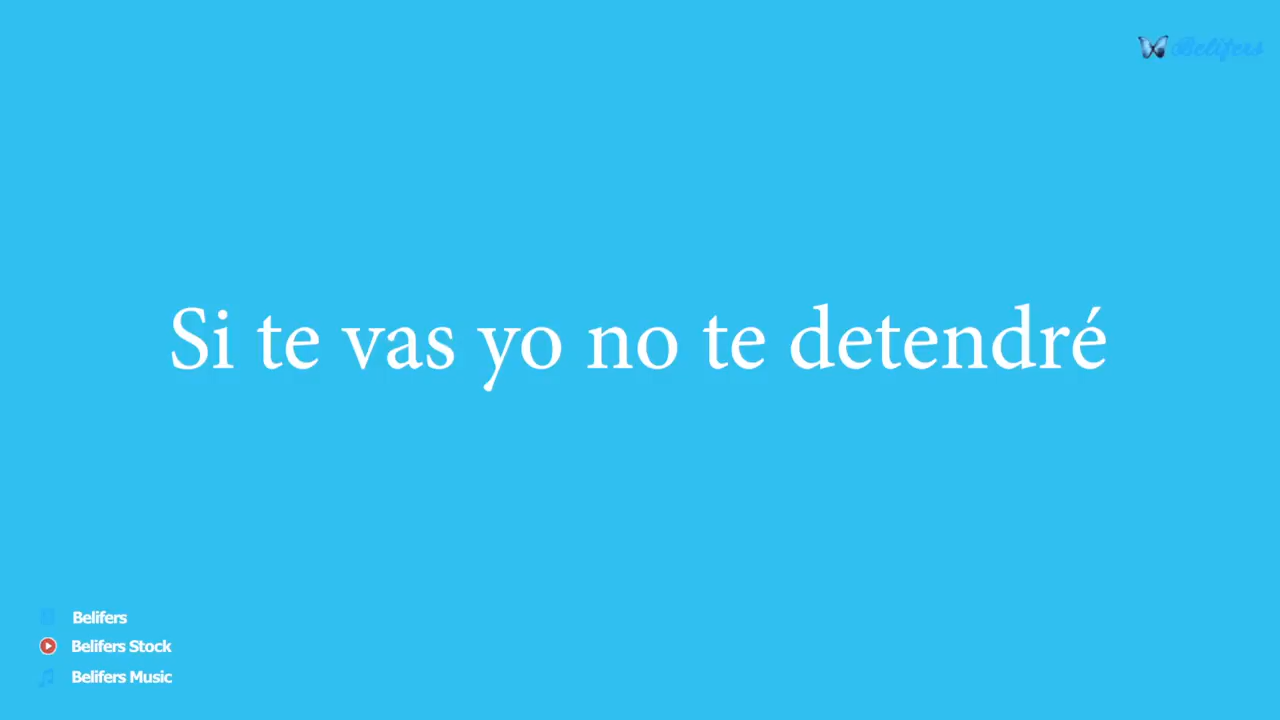 Belifers
Si te vas yo no te detendré
Belifers
Belifers Stock
Belifers Music